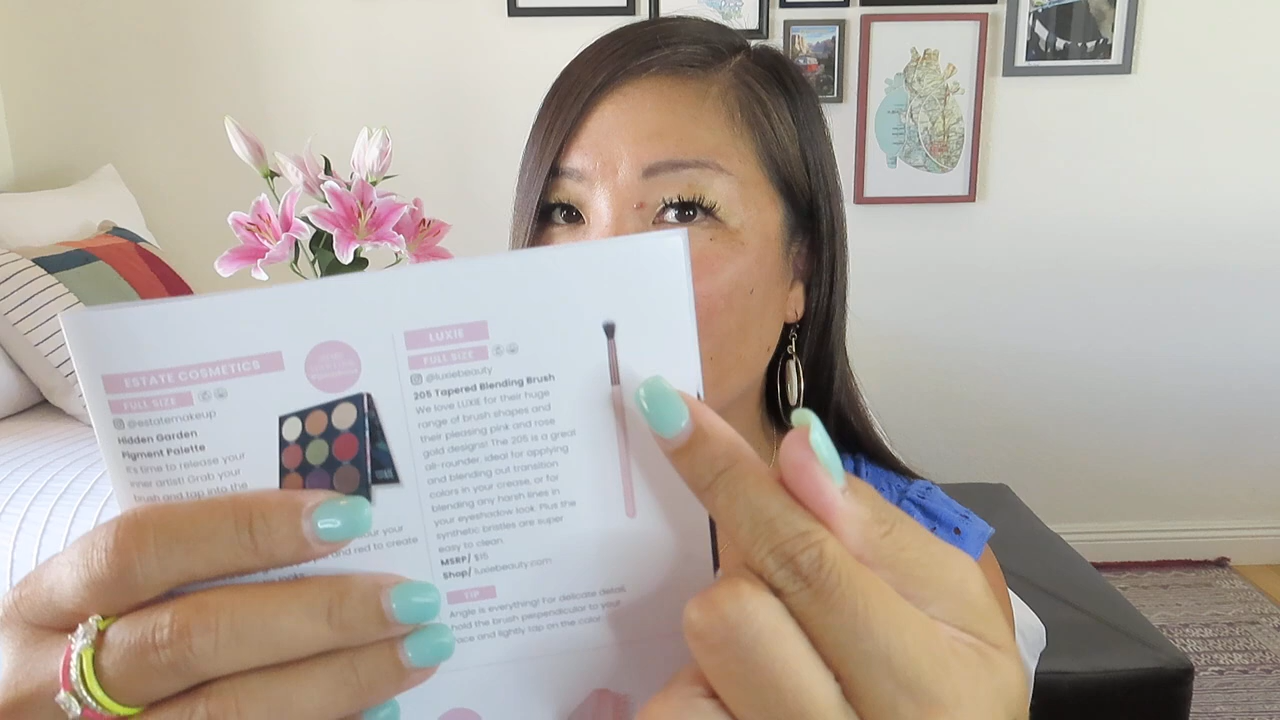 ESTATE COSMETICS
FULL SIZE
@estatemakeup
Hidden Garden
Pigment Palette
It's time to release your
inner artist! Grab your
brush and tap into the
your
and red to create
LUXIE
FULL SIZE
@luxiebeauty
205 Tapered Blending Brush
We love LUXIE for their huge
range of brush shapes and
their pleasing pink and rose
gold designs! The 205 is a great
all-rounder, ideal for applying
and blending out transition
colors in your crease, or for
blending any harsh lines in
your eyeshadow look. Plus the
synthetic bristles are super
easy to clean.
MSRP/ $15
Shop/ luxiebeauty.com
TIP
Angle is everything! For delicate detail,
hold the brush perpendicular to your
face and lightly tap on the color.